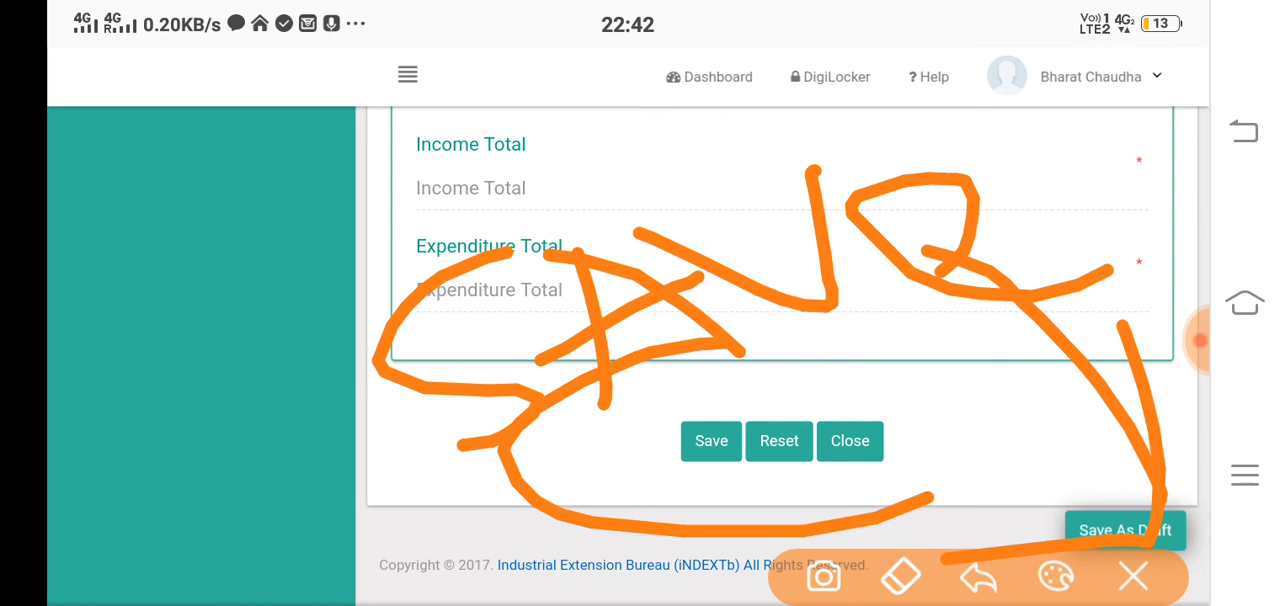 4G 4G R 0.20KB/s 22:42 Vo) 1 LTE2 4G2 13
Dashboard DigiLocker ? Help Bharat Chaudha
Income Total
*
Income Total
Expenditure Total
*
Expenditure Total
Save Reset Close
Save As Draft
Copyright © 2017. Industrial Extension Bureau (iNDEXTb) All Rights Reserved.